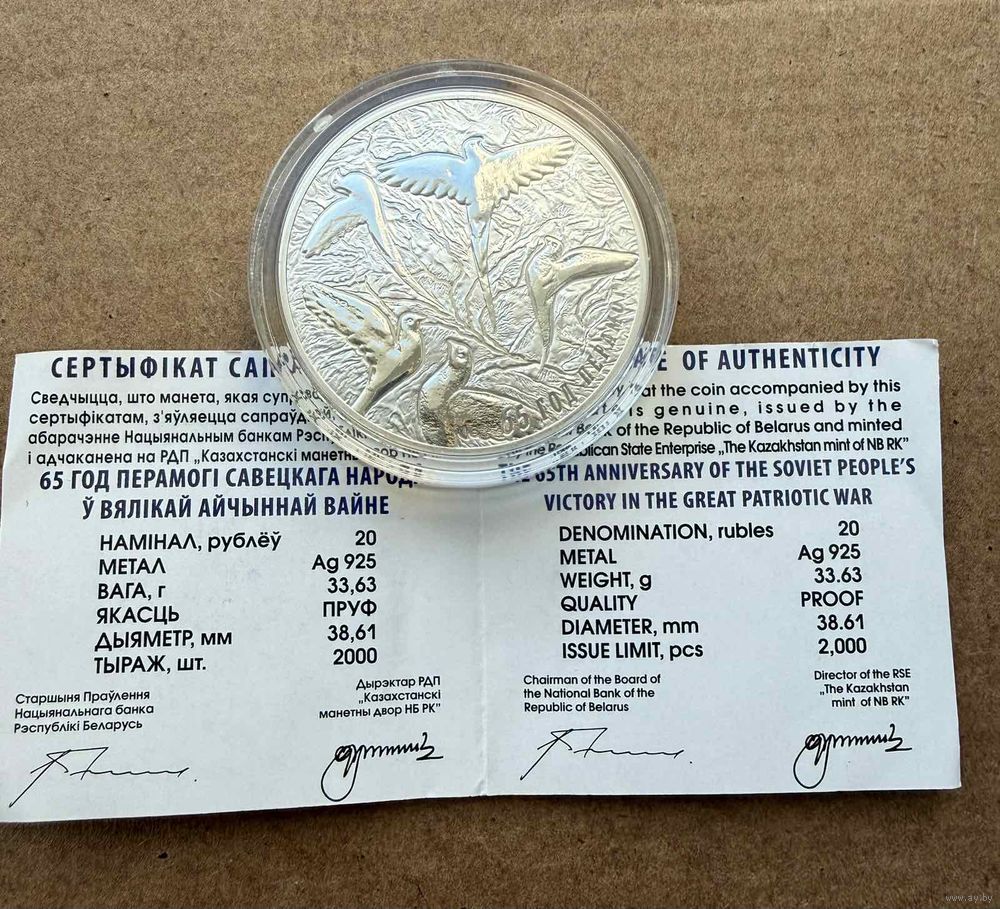 65 ГОД ПЕРАМОГІ
СЕРТЫФІКАТ
Сведчыцца, што манета, якая
сертыфікатам, з'яўляецца
абарачэнне Нацыянальным банкам
і адчаканена на РДП „Казахстанскі манетны
65 ГОД ПЕРАМОГІ САВЕЦКАГА
Ў ВЯЛІКАЙ АЙЧЫННАЙ ВАЙНЕ
НАМІНАЛ, рублёў 20
МЕТАЛ Ag 925
ВАГА, г 33,63
ЯКАСЦЬ ПРУФ
ДЫЯМЕТР, мм 38,61
ТЫРАЖ, шт. 2000
Старшыня Праўлення
Нацыянальнага банка
Рэспублікі Беларусь
Дырэктар РДП
„Казахстанскі
манетны двор НБ РК"
OF AUTHENTICITY
that the coin accompanied by this
is genuine, issued by the
of the Republic of Belarus and minted
State Enterprise „The Kazakhstan mint of NB RK"
THE 65TH ANNIVERSARY OF THE SOVIET PEOPLE'S
VICTORY IN THE GREAT PATRIOTIC WAR
DENOMINATION, rubles 20
METAL Ag 925
WEIGHT, g 33.63
QUALITY PROOF
DIAMETER, mm 38.61
ISSUE LIMIT, pcs 2,000
Chairman of the Board of
the National Bank of the
Republic of Belarus
Director of the RSE
„The Kazakhstan
mint of NB RK"
www.ay.by